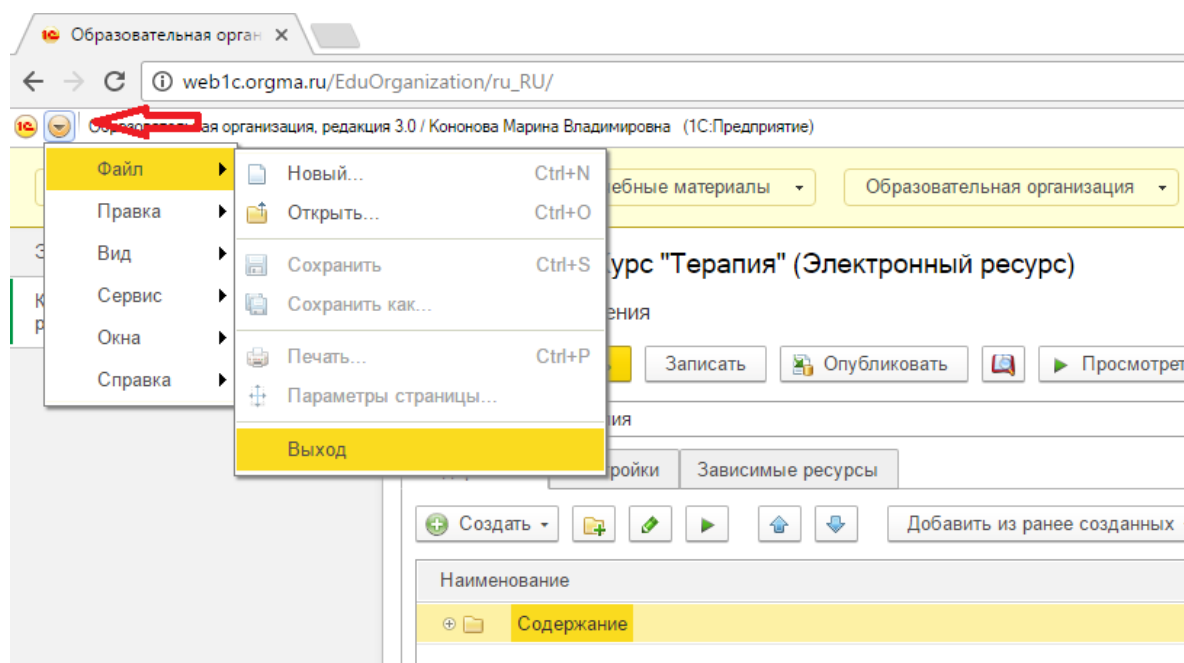 Образовательная орган
web1c.orgma.ru/EduOrganization/ru_RU/
ая организация, редакция 3.0 / Кононова Марина Владимировна (1С:Предприятие)
Файл
Правка
Вид
Сервис
Окна
Справка
Новый... Ctrl+N
Открыть... Ctrl+O
Сохранить Ctrl+S
Сохранить как...
Печать... Ctrl+P
Параметры страницы...
Выход
ебные материалы
Образовательная организация
урс "Терапия" (Электронный ресурс)
ения
Записать Опубликовать Просмотрет
ия
ройки Зависимые ресурсы
Создать Добавить из ранее созданных
Наименование
Содержание